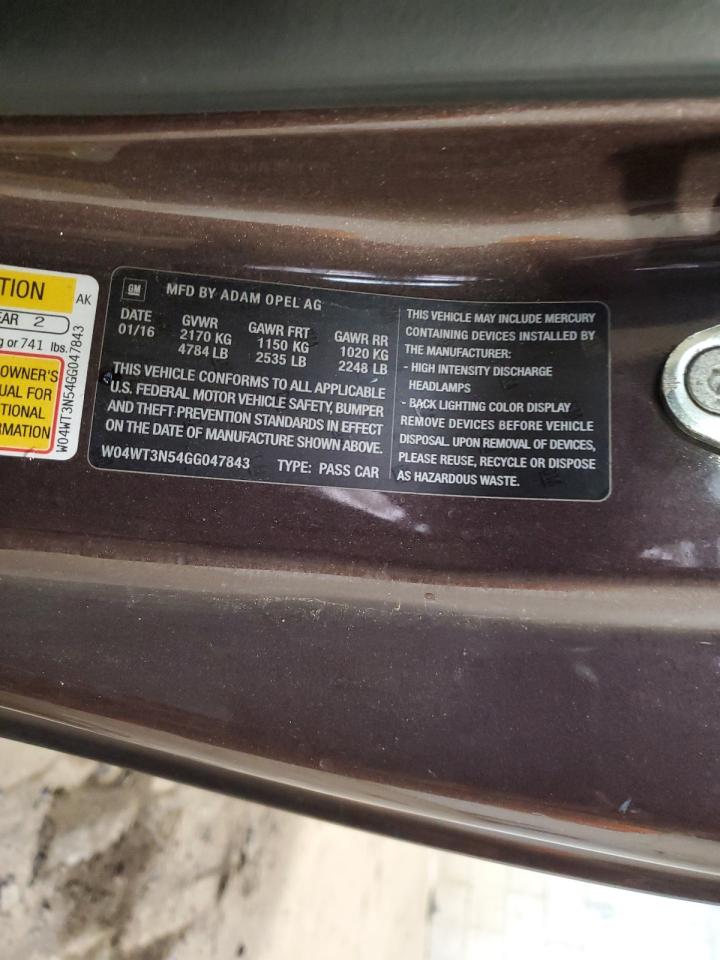 TION
AK
EAR 2
g or 741 lbs.
OWNER'S
UAL FOR
TIONAL
RMATION
W04WT3N54GG047843
GM
MFD BY ADAM OPEL AG
DATE GVWR GAWR FRT GAWR RR
01/16 2170 KG 1150 KG 1020 KG
4784 LB 2535 LB 2248 LB
THIS VEHICLE CONFORMS TO ALL APPLICABLE
U.S. FEDERAL MOTOR VEHICLE SAFETY, BUMPER
AND THEFT PREVENTION STANDARDS IN EFFECT
ON THE DATE OF MANUFACTURE SHOWN ABOVE.
W04WT3N54GG047843 TYPE: PASS CAR
THIS VEHICLE MAY INCLUDE MERCURY
CONTAINING DEVICES INSTALLED BY
THE MANUFACTURER:
- HIGH INTENSITY DISCHARGE
HEADLAMPS
- BACK LIGHTING COLOR DISPLAY
REMOVE DEVICES BEFORE VEHICLE
DISPOSAL. UPON REMOVAL OF DEVICES,
PLEASE REUSE, RECYCLE OR DISPOSE
AS HAZARDOUS WASTE.